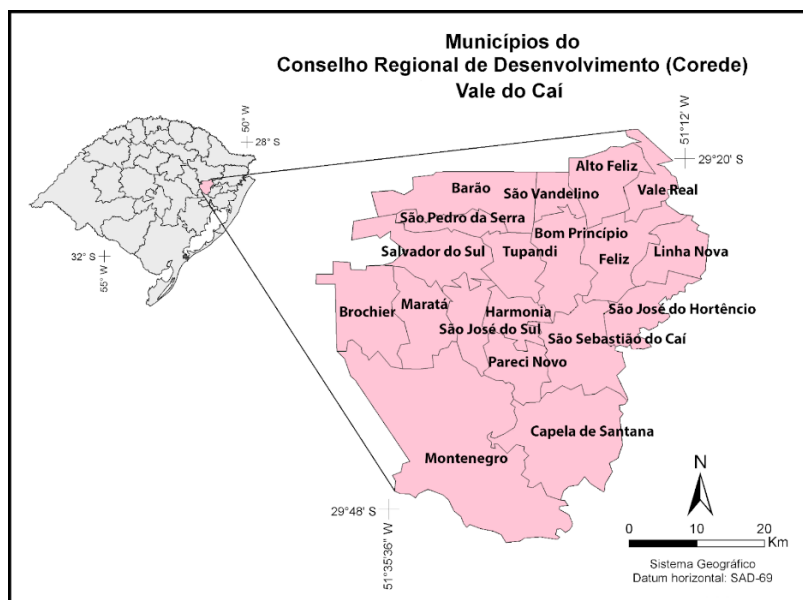 Municípios do
Conselho Regional de Desenvolvimento (Corede)
Vale do Caí
50° W
28° S
32° S
55° W
51°12' W
29°20' S
Alto Feliz
Barão
São Vandelino
Vale Real
São Pedro da Serra
Bom Princípio
Salvador do Sul
Tupandi
Feliz
Linha Nova
Brochier
Maratá
Harmonia
São José do Hortêncio
São José do Sul
São Sebastião do Caí
Pareci Novo
Capela de Santana
Montenegro
29°48' S
51°35'36" W
N
0 10 20
Km
Sistema Geográfico
Datum horizontal: SAD-69